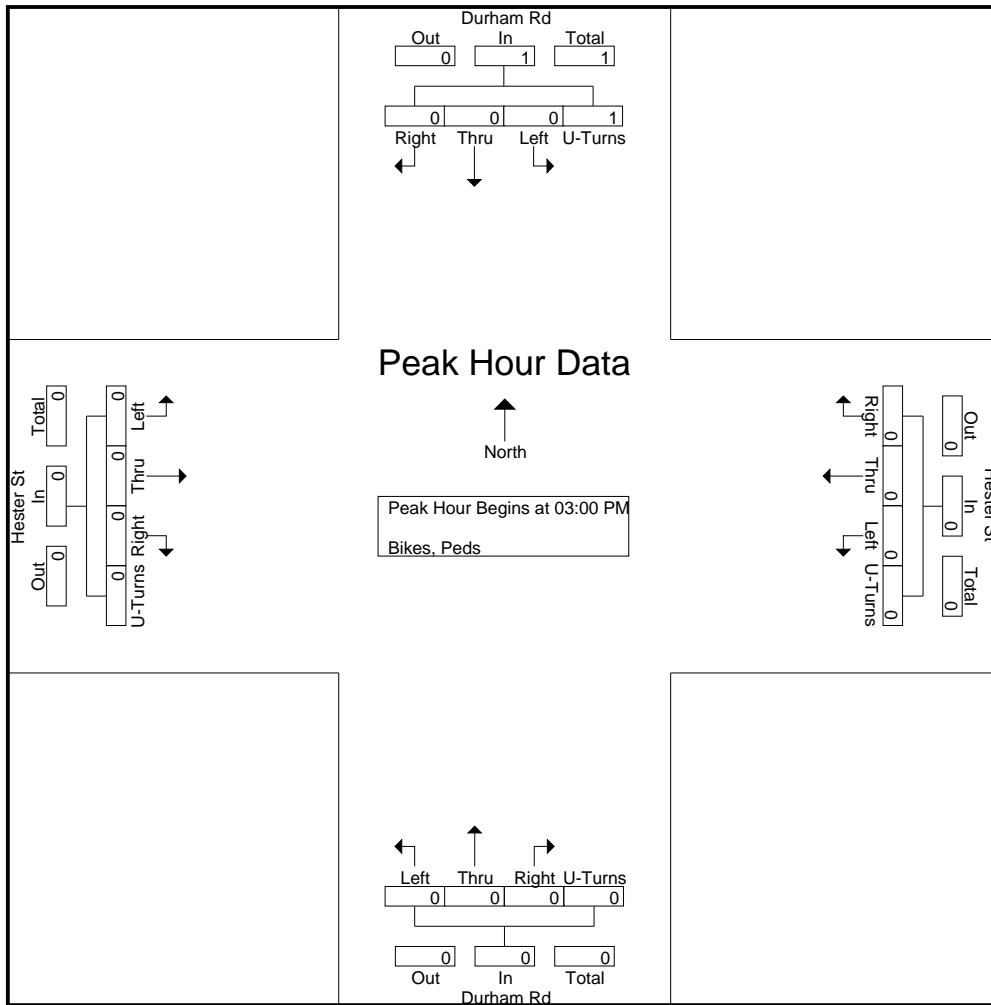 Durham Rd
Out In Total
0 1 1
0 0 0 1
Right Thru Left U-Turns
Peak Hour Data
North
Peak Hour Begins at 03:00 PM
Bikes, Peds
Hester St
Total In Out
0 0 0
0 0 0 0
Left Thru Right U-Turns
Right Thru Left U-Turns
0 0 0 0
0 0 0
Out In Total
Hester St
Left Thru Right U-Turns
0 0 0 0
0 0 0
Out In Total
Durham Rd